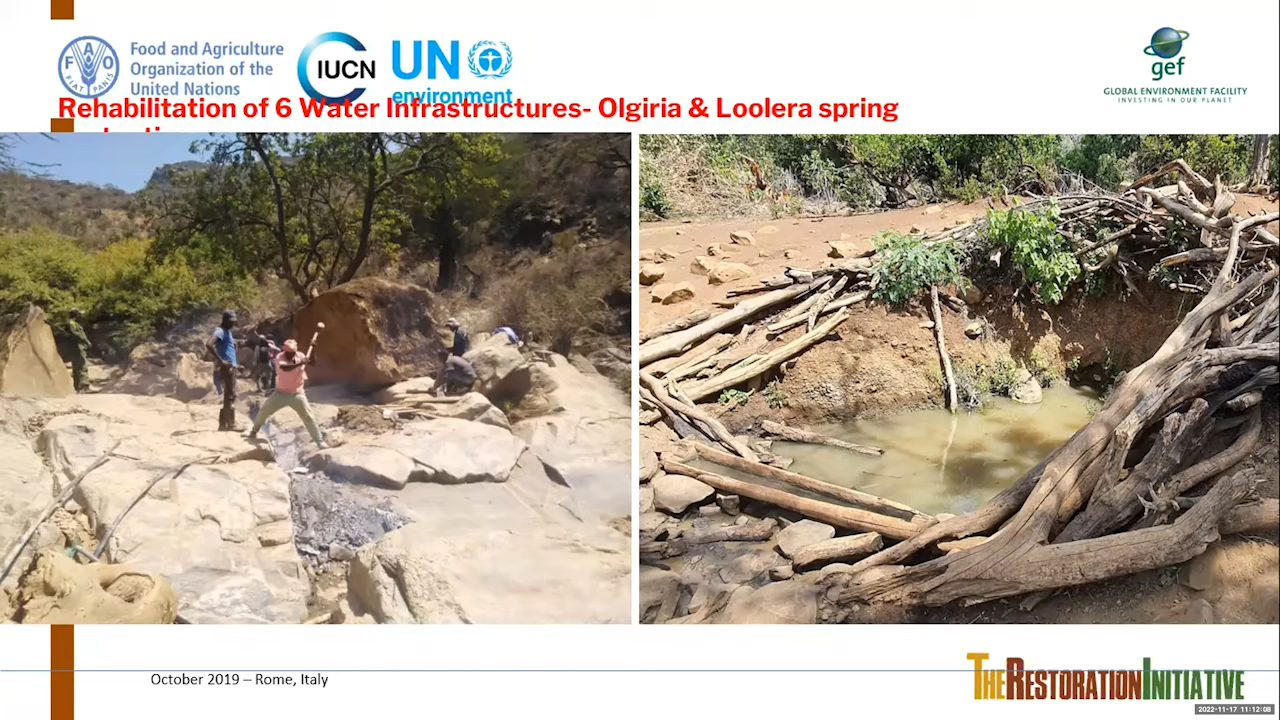 Food and Agriculture
Organization of the
United Nations
FAO
FIAT PANIS
IUCN
UN
environment
gef
GLOBAL ENVIRONMENT FACILITY
INVESTING IN OUR PLANET
Rehabilitation of 6 Water Infrastructures- Olgiria & Loolera spring
October 2019 – Rome, Italy
THE RESTORATION INITIATIVE
2022-11-17 11:12:08